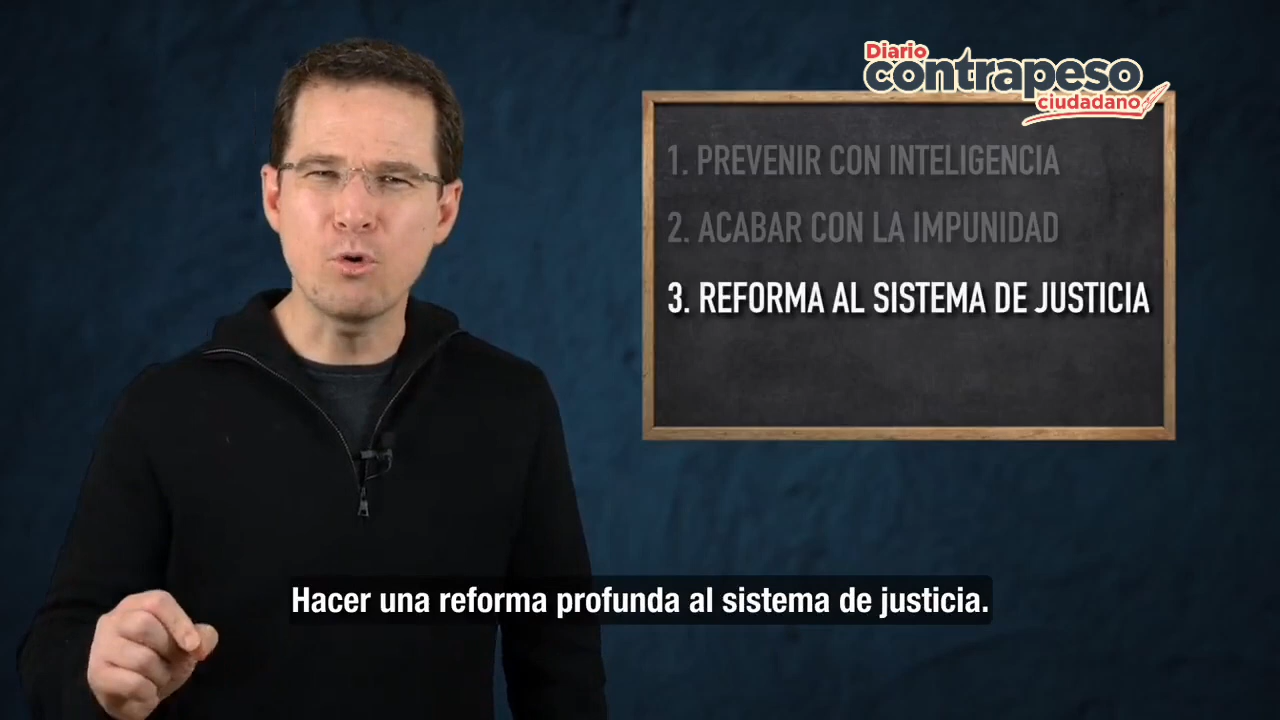 Diario
contrapeso
ciudadano
1. PREVENIR CON INTELIGENCIA
2. ACABAR CON LA IMPUNIDAD
3. REFORMA AL SISTEMA DE JUSTICIA
Hacer una reforma profunda al sistema de justicia.